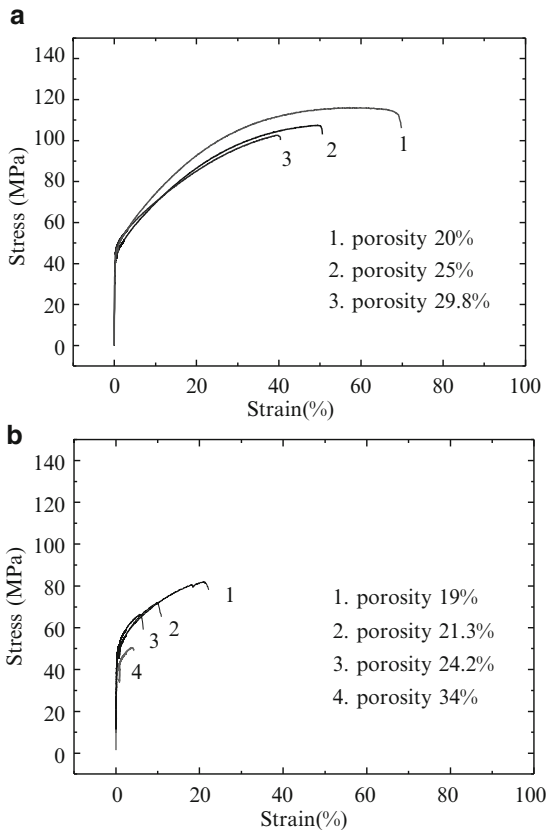 a
140
120
100
80
60
40
20
0
Stress (MPa)
1
2
3
1. porosity 20%
2. porosity 25%
3. porosity 29.8%
0 20 40 60 80 100
Strain(%)
b
140
120
100
80
60
40
20
0
Stress (MPa)
1
2
3
4
1. porosity 19%
2. porosity 21.3%
3. porosity 24.2%
4. porosity 34%
0 20 40 60 80 100
Strain(%)